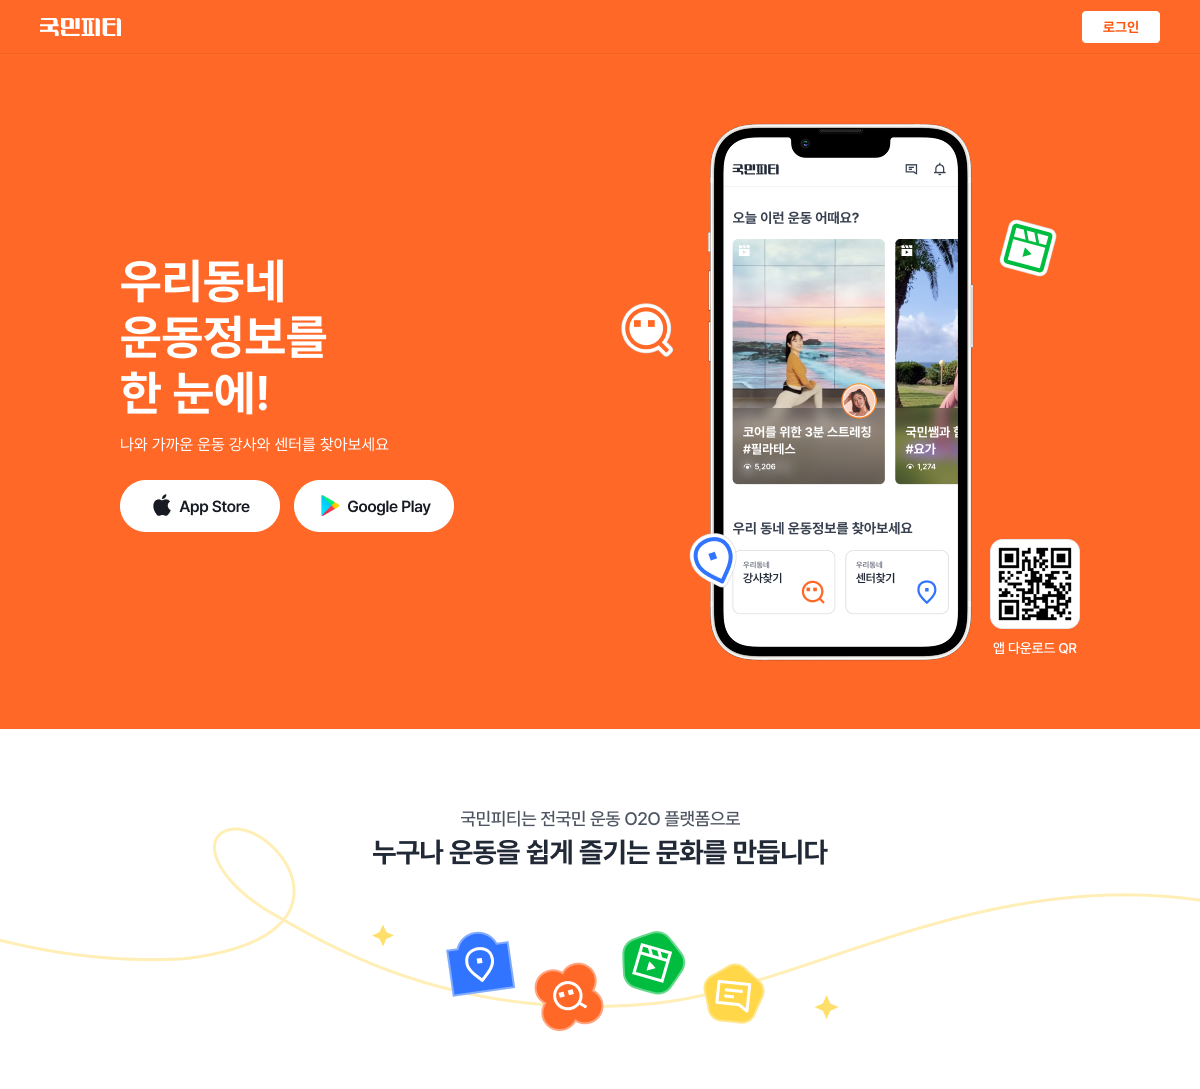 국민피티
로그인
우리동네
운동정보를
한 눈에!
나와 가까운 운동 강사와 센터를 찾아보세요
App Store
Google Play
국민피티
오늘 이런 운동 어때요?
코어를 위한 3분 스트레칭
#필라테스
5,206
국민쌤과
#요가
1,274
우리 동네 운동정보를 찾아보세요
우리동네
강사찾기
우리동네
센터찾기
앱 다운로드 QR
국민피티는 전국민 운동 O2O 플랫폼으로
누구나 운동을 쉽게 즐기는 문화를 만듭니다